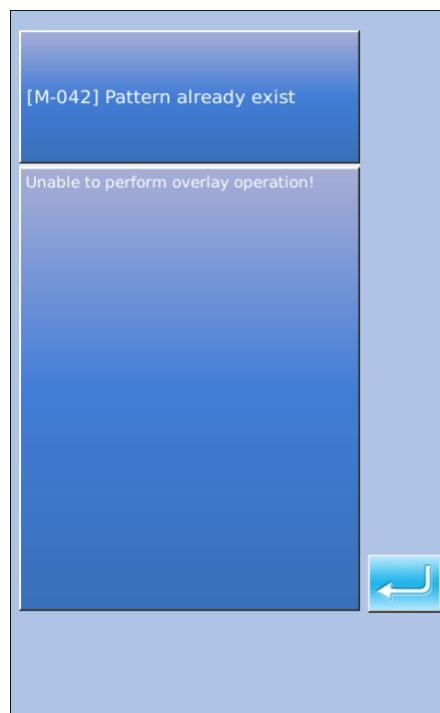 [M-042] Pattern already exist
Unable to perform overlay operation!